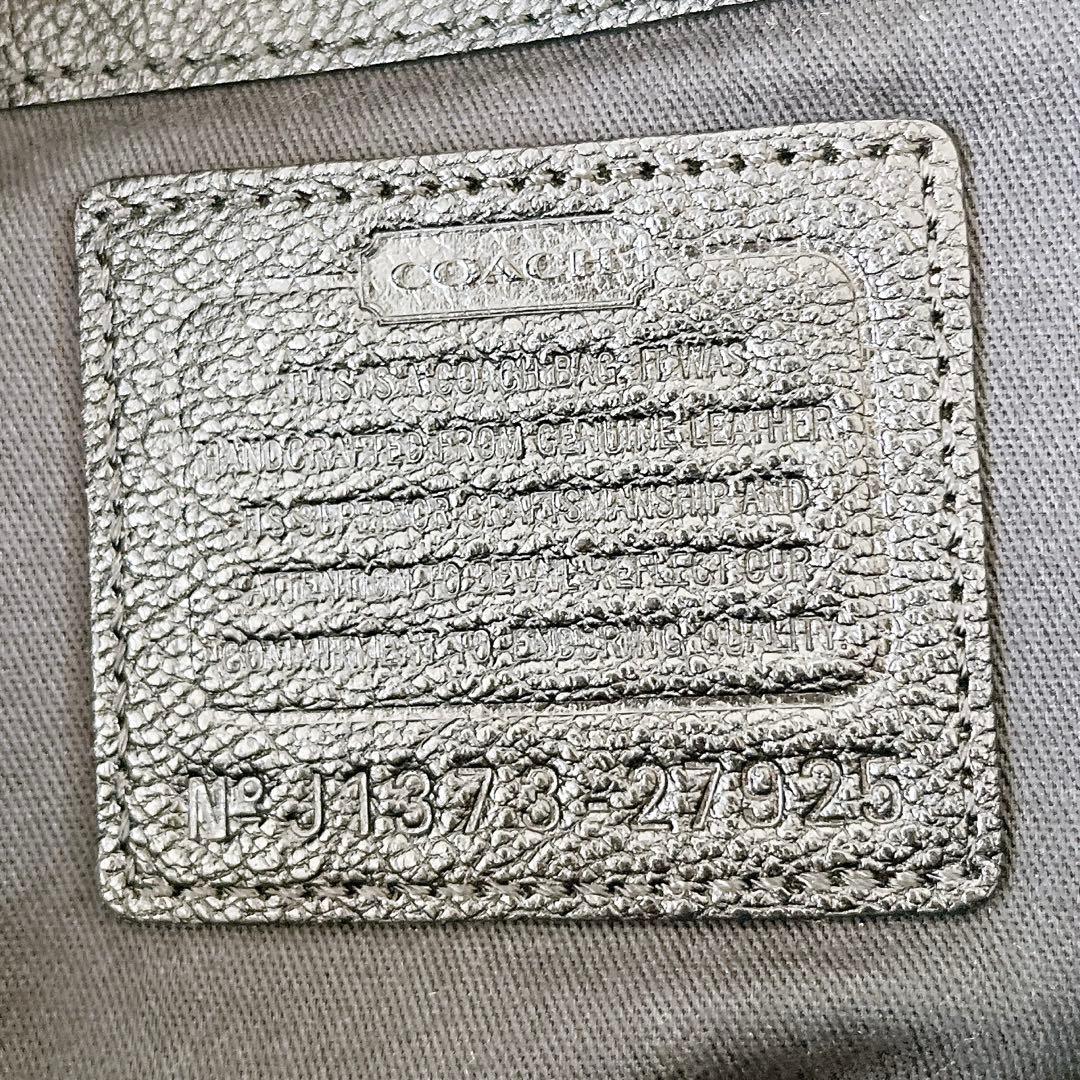 COACH
THIS IS A COACH BAG. IT WAS
HANDCRAFTED FROM GENUINE LEATHER.
ITS SUPERIOR CRAFTSMANSHIP AND
ATTENTION TO DETAIL REFLECT OUR
COMMITMENT TO ENDURING QUALITY.
Nº J1373-27925